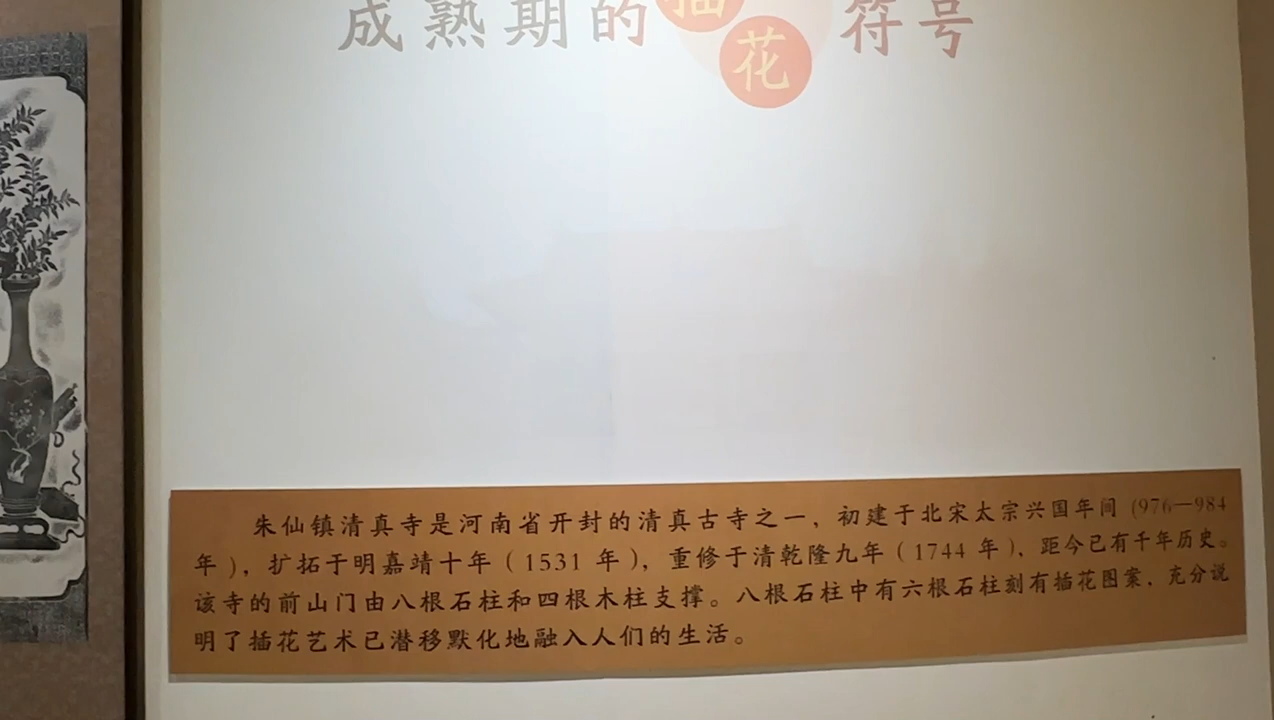 成熟期的插花符号
朱仙镇清真寺是河南省开封的清真古寺之一，初建于北宋太宗兴国年间（976—984
年），扩拓于明嘉靖十年（1531 年），重修于清乾隆九年（1744 年），距今已有千年历史。
该寺的前山门由八根石柱和四根木柱支撑。八根石柱中有六根石柱刻有插花图案，充分说
明了插花艺术已潜移默化地融入人们的生活。